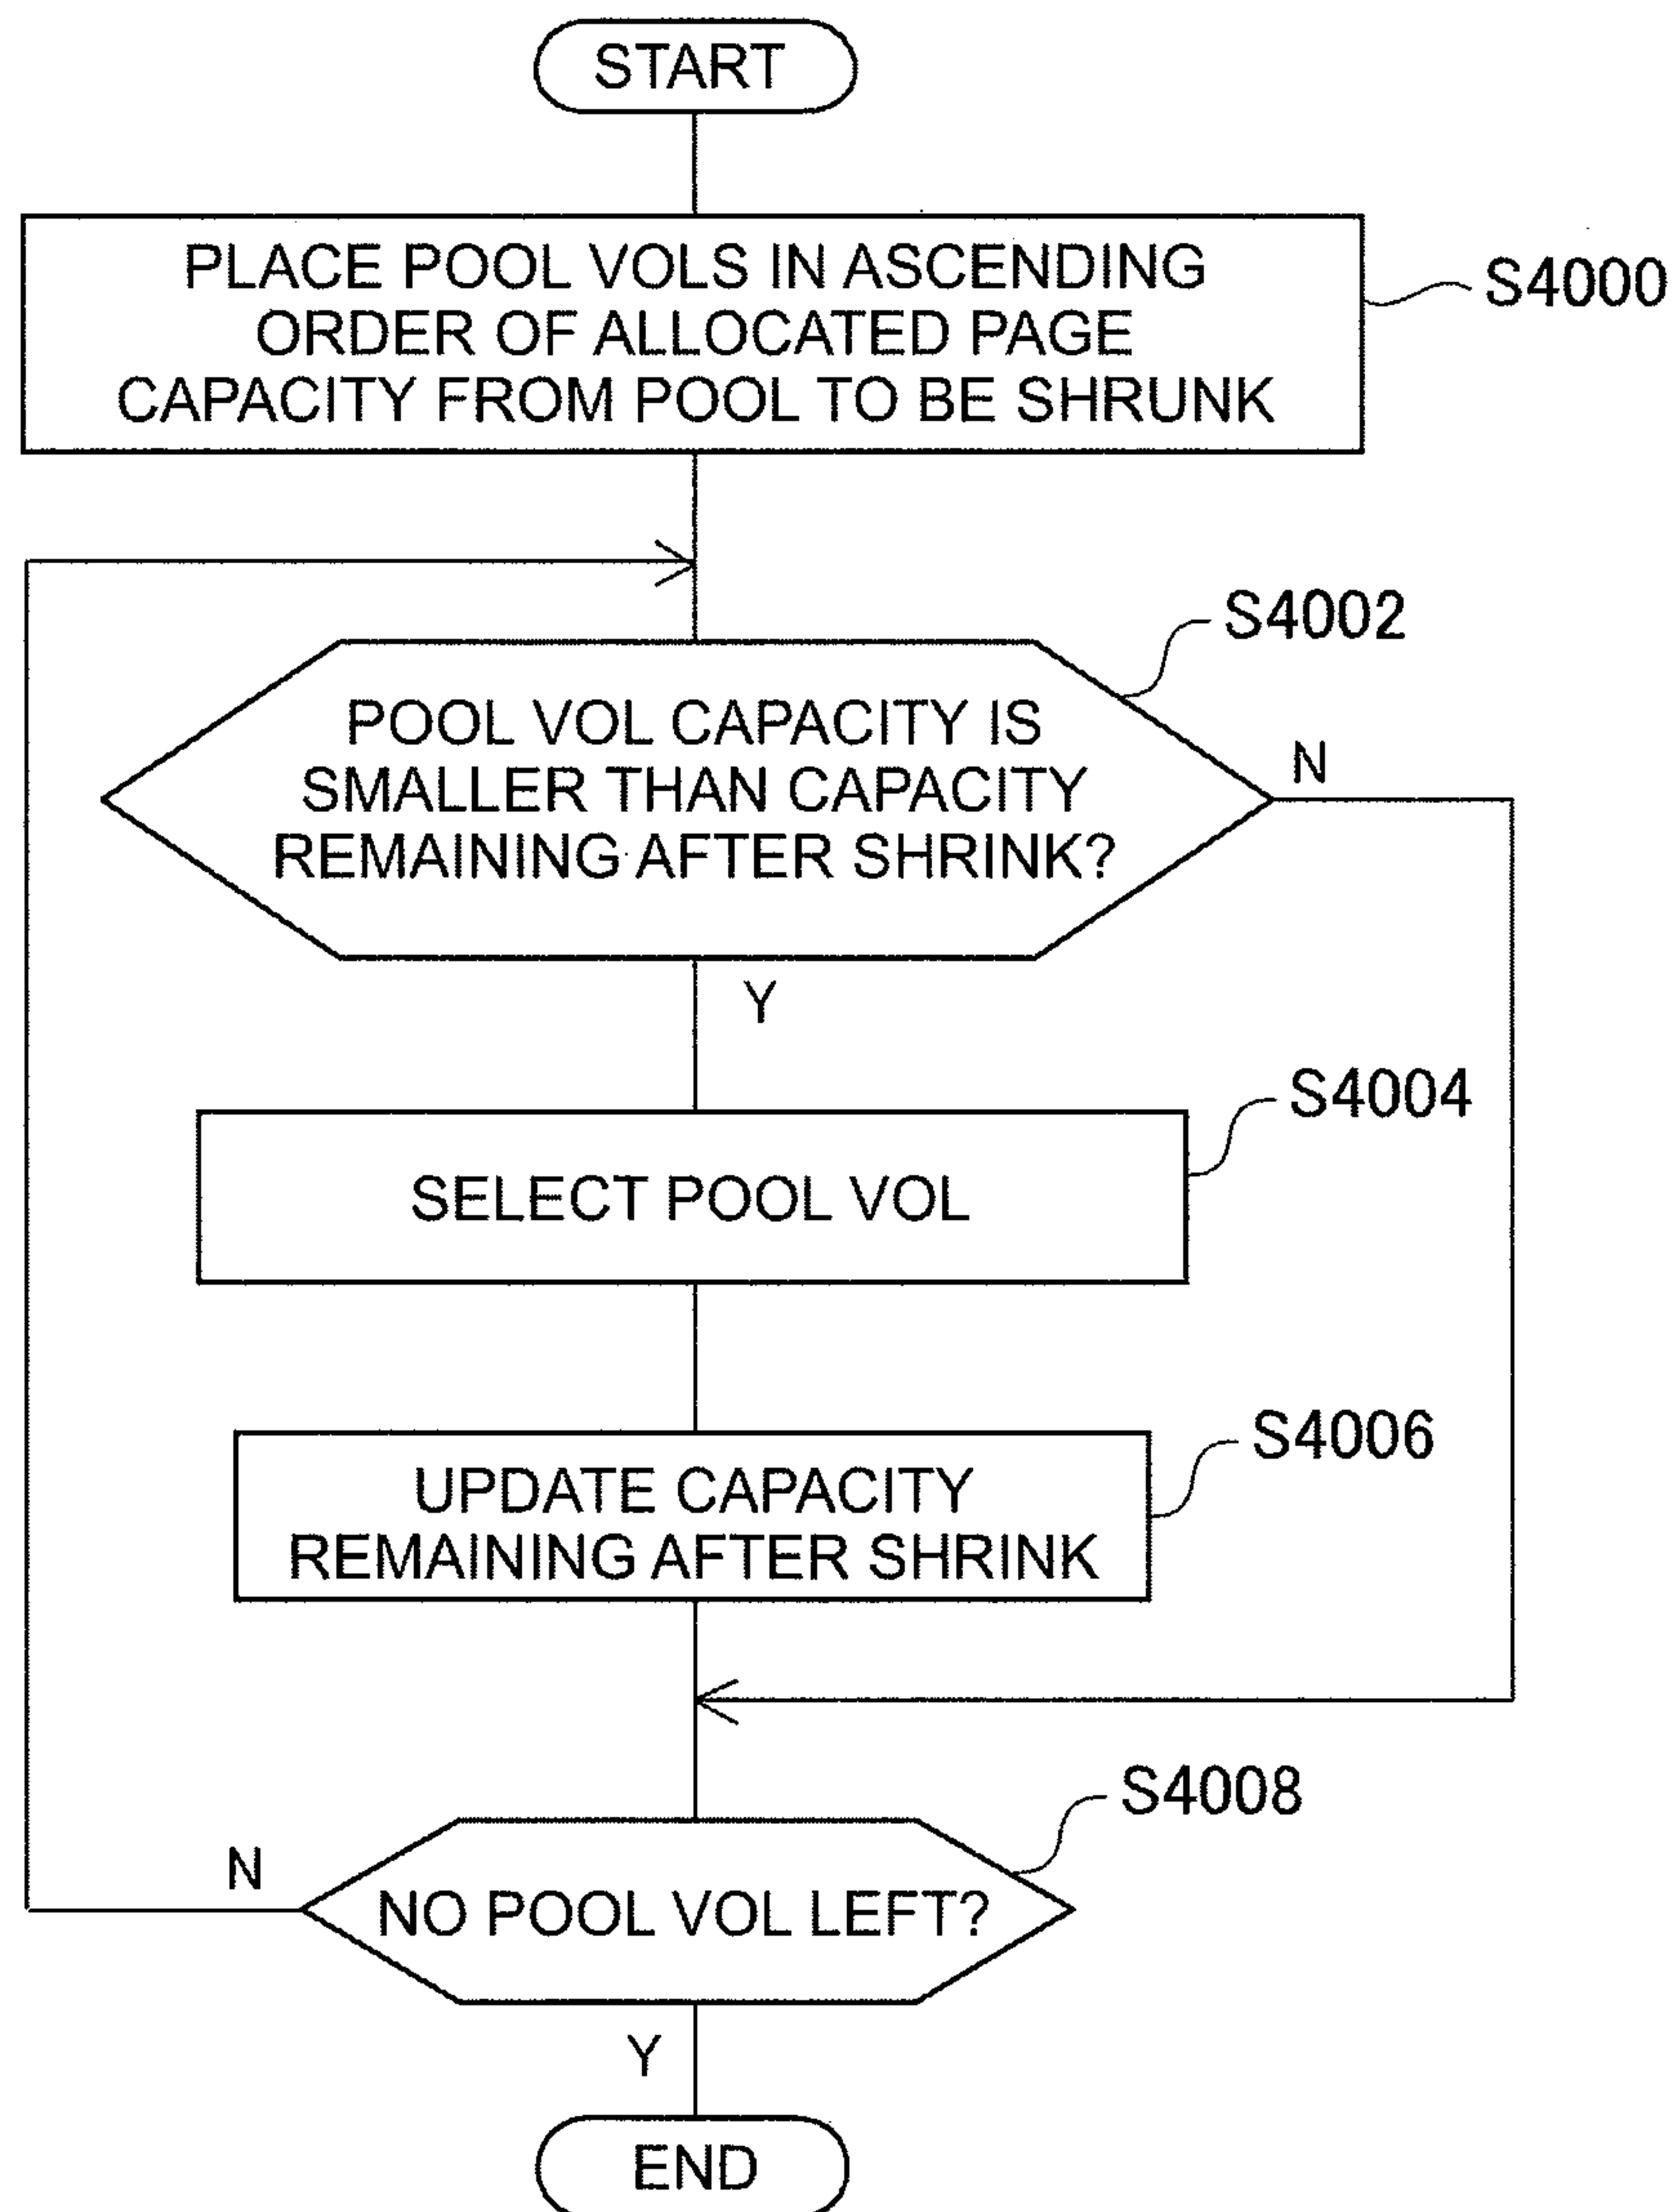 START
PLACE POOL VOLS IN ASCENDING
ORDER OF ALLOCATED PAGE
CAPACITY FROM POOL TO BE SHRUNK
S4000
S4002
POOL VOL CAPACITY IS
SMALLER THAN CAPACITY
REMAINING AFTER SHRINK?
N
Y
S4004
SELECT POOL VOL
S4006
UPDATE CAPACITY
REMAINING AFTER SHRINK
S4008
N
NO POOL VOL LEFT?
Y
END